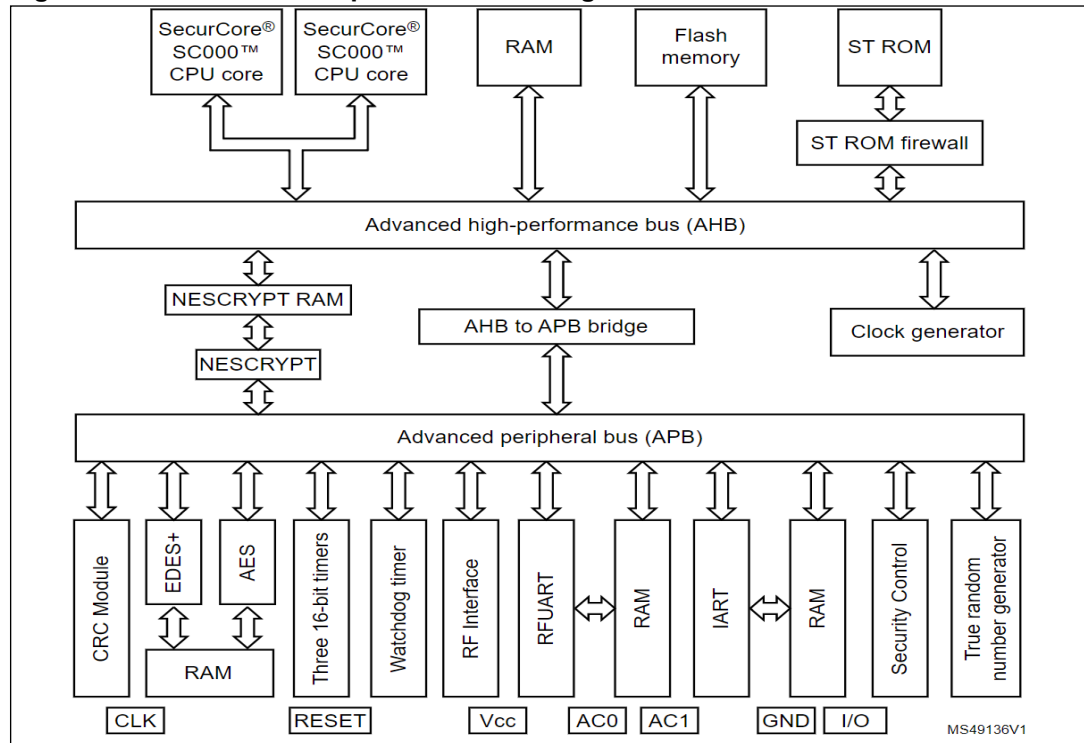 SecurCore®
SC000™
CPU core
SecurCore®
SC000™
CPU core
RAM
Flash
memory
ST ROM
ST ROM firewall
Advanced high-performance bus (AHB)
NESCRYPT RAM
AHB to APB bridge
Clock generator
NESCRYPT
Advanced peripheral bus (APB)
CRC Module
EDES+
AES
RAM
Three 16-bit timers
Watchdog timer
RF Interface
RFUART
RAM
IART
RAM
Security Control
True random
number generator
CLK
RESET
Vcc
AC0
AC1
GND
I/O
MS49136V1